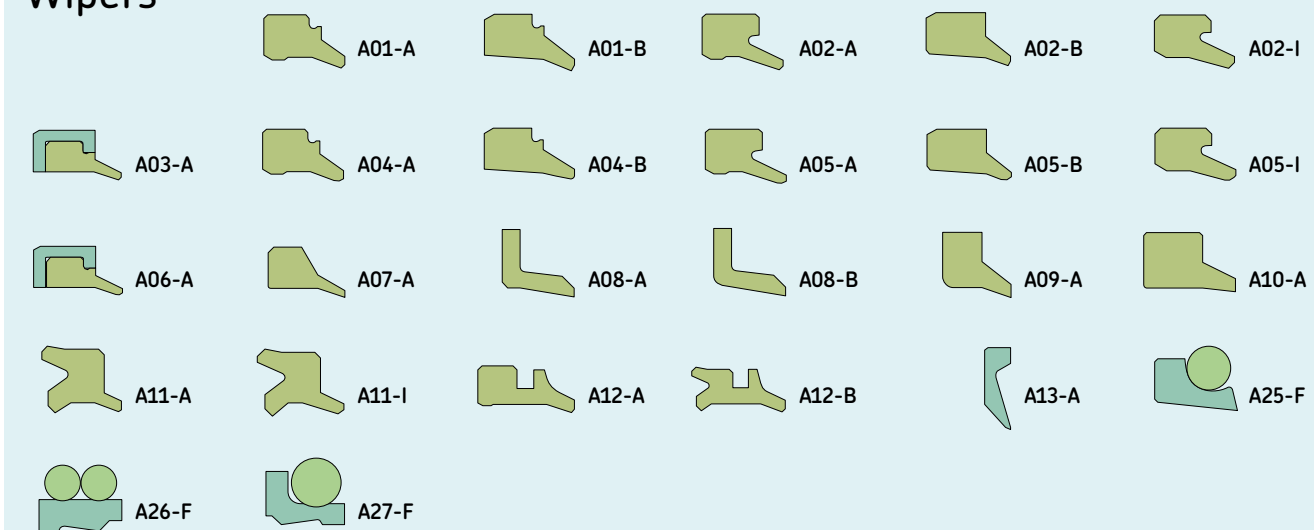 Wipers
A01-A A01-B A02-A A02-B A02-I
A03-A A04-A A04-B A05-A A05-B A05-I
A06-A A07-A A08-A A08-B A09-A A10-A
A11-A A11-I A12-A A12-B A13-A A25-F
A26-F A27-F